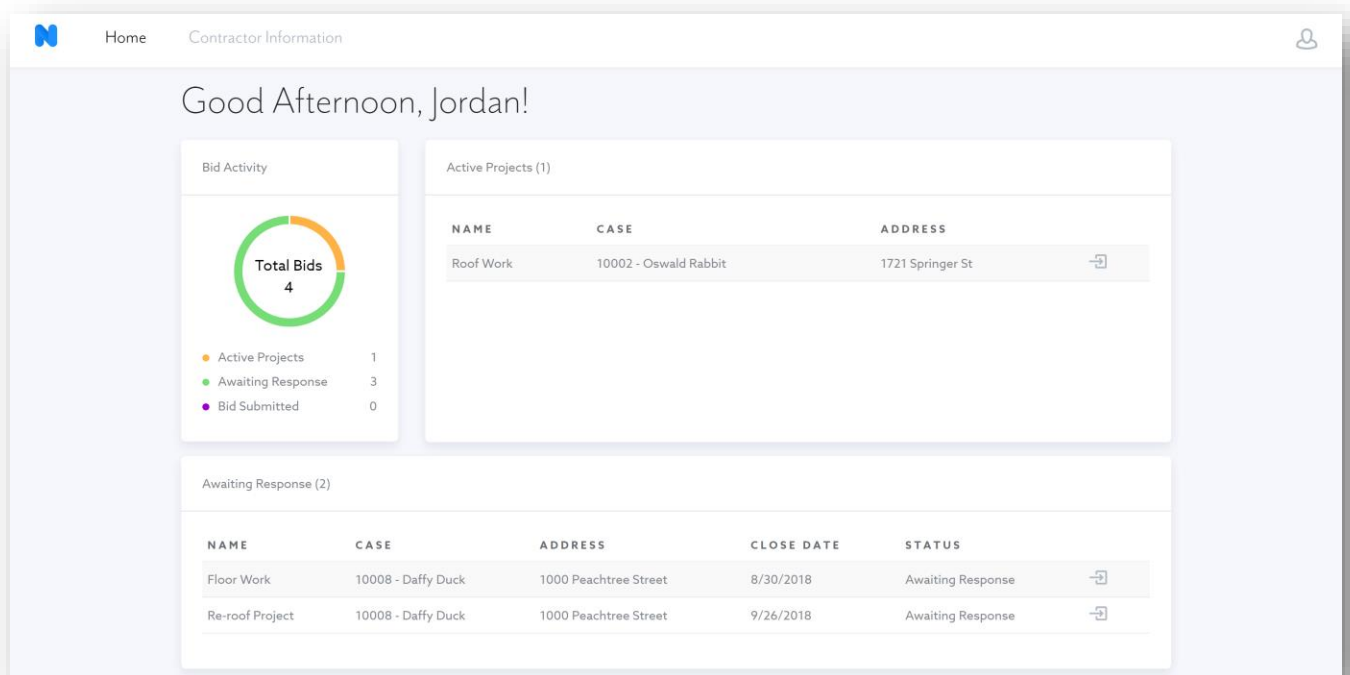 Home Contractor Information
Good Afternoon, Jordan!
Bid Activity
Total Bids
4
Active Projects 1
Awaiting Response 3
Bid Submitted 0
Active Projects (1)
NAME CASE ADDRESS
Roof Work 10002 - Oswald Rabbit 1721 Springer St
Awaiting Response (2)
NAME CASE ADDRESS CLOSE DATE STATUS
Floor Work 10008 - Daffy Duck 1000 Peachtree Street 8/30/2018 Awaiting Response
Re-roof Project 10008 - Daffy Duck 1000 Peachtree Street 9/26/2018 Awaiting Response